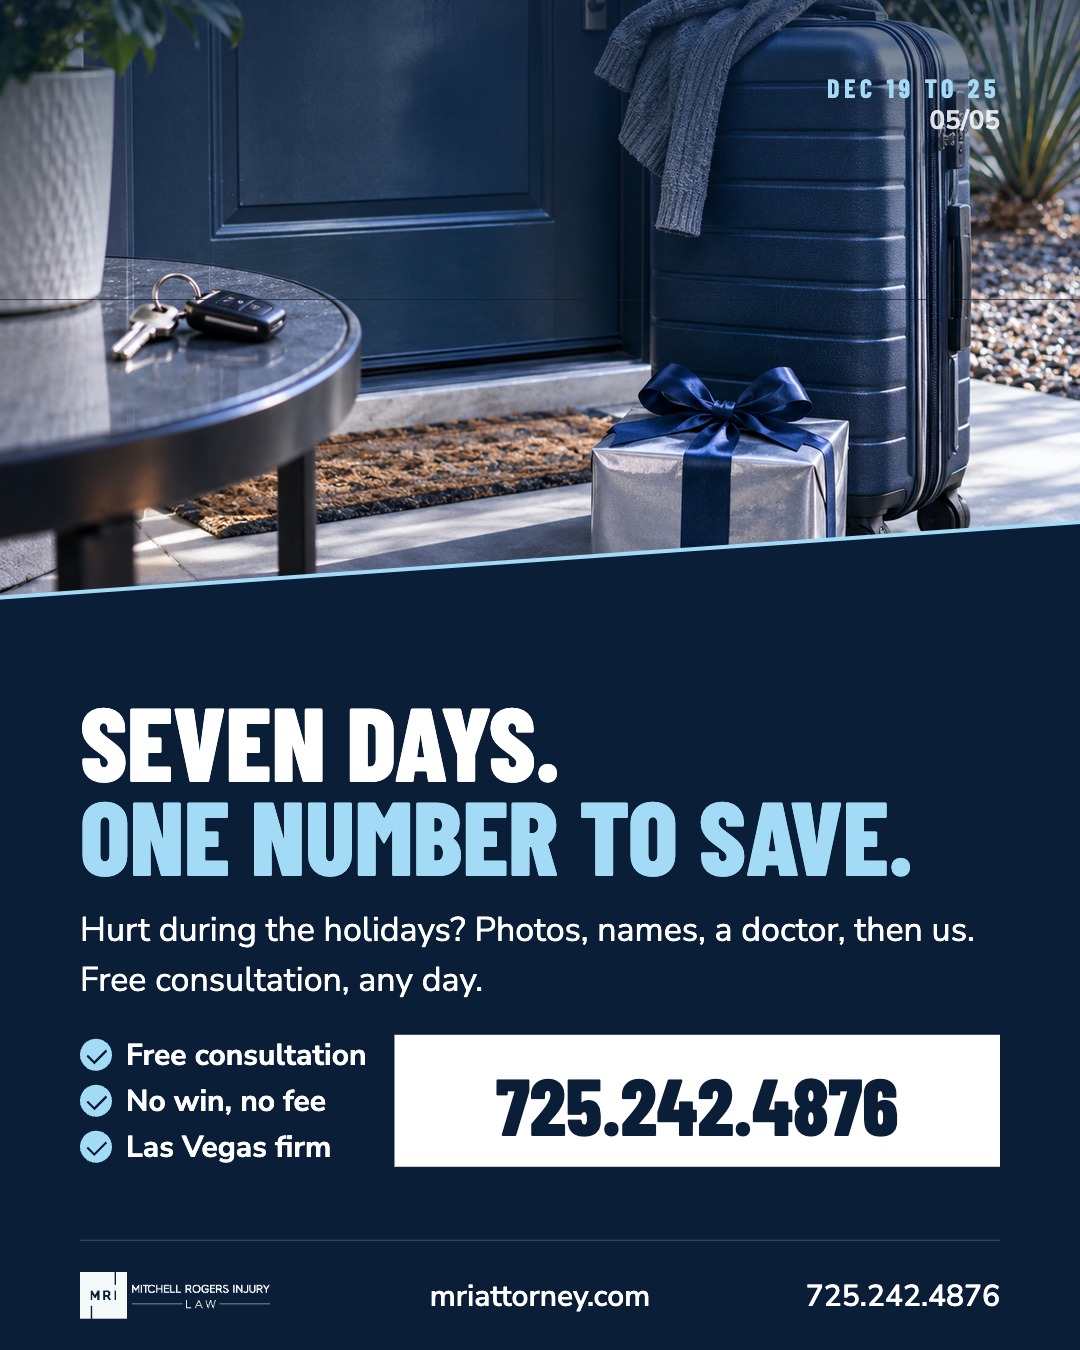 DEC 19 TO 25
05/05
SEVEN DAYS.
ONE NUMBER TO SAVE.
Hurt during the holidays? Photos, names, a doctor, then us.
Free consultation, any day.
Free consultation
No win, no fee
Las Vegas firm
725.242.4876
MRI
MITCHELL ROGERS INJURY
LAW
mriattorney.com
725.242.4876